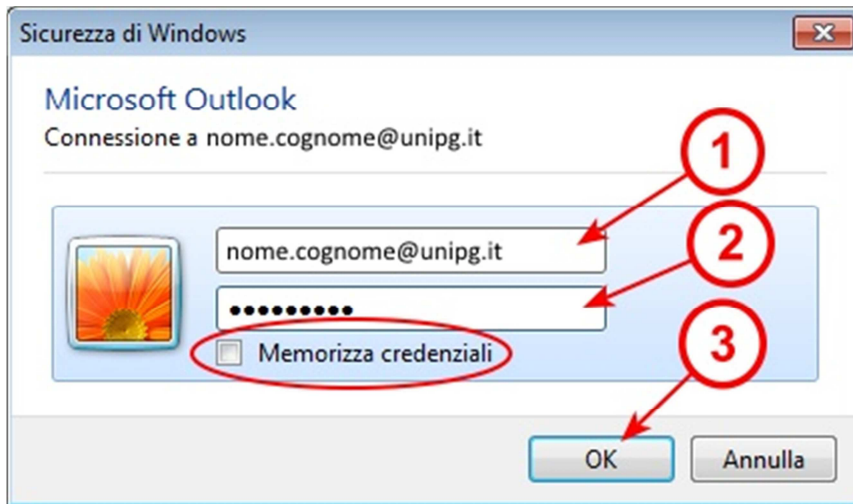 Sicurezza di Windows
Microsoft Outlook
Connessione a nome.cognome@unipg.it
1
nome.cognome@unipg.it
2
•••••••••
Memorizza credenziali
3
OK
Annulla